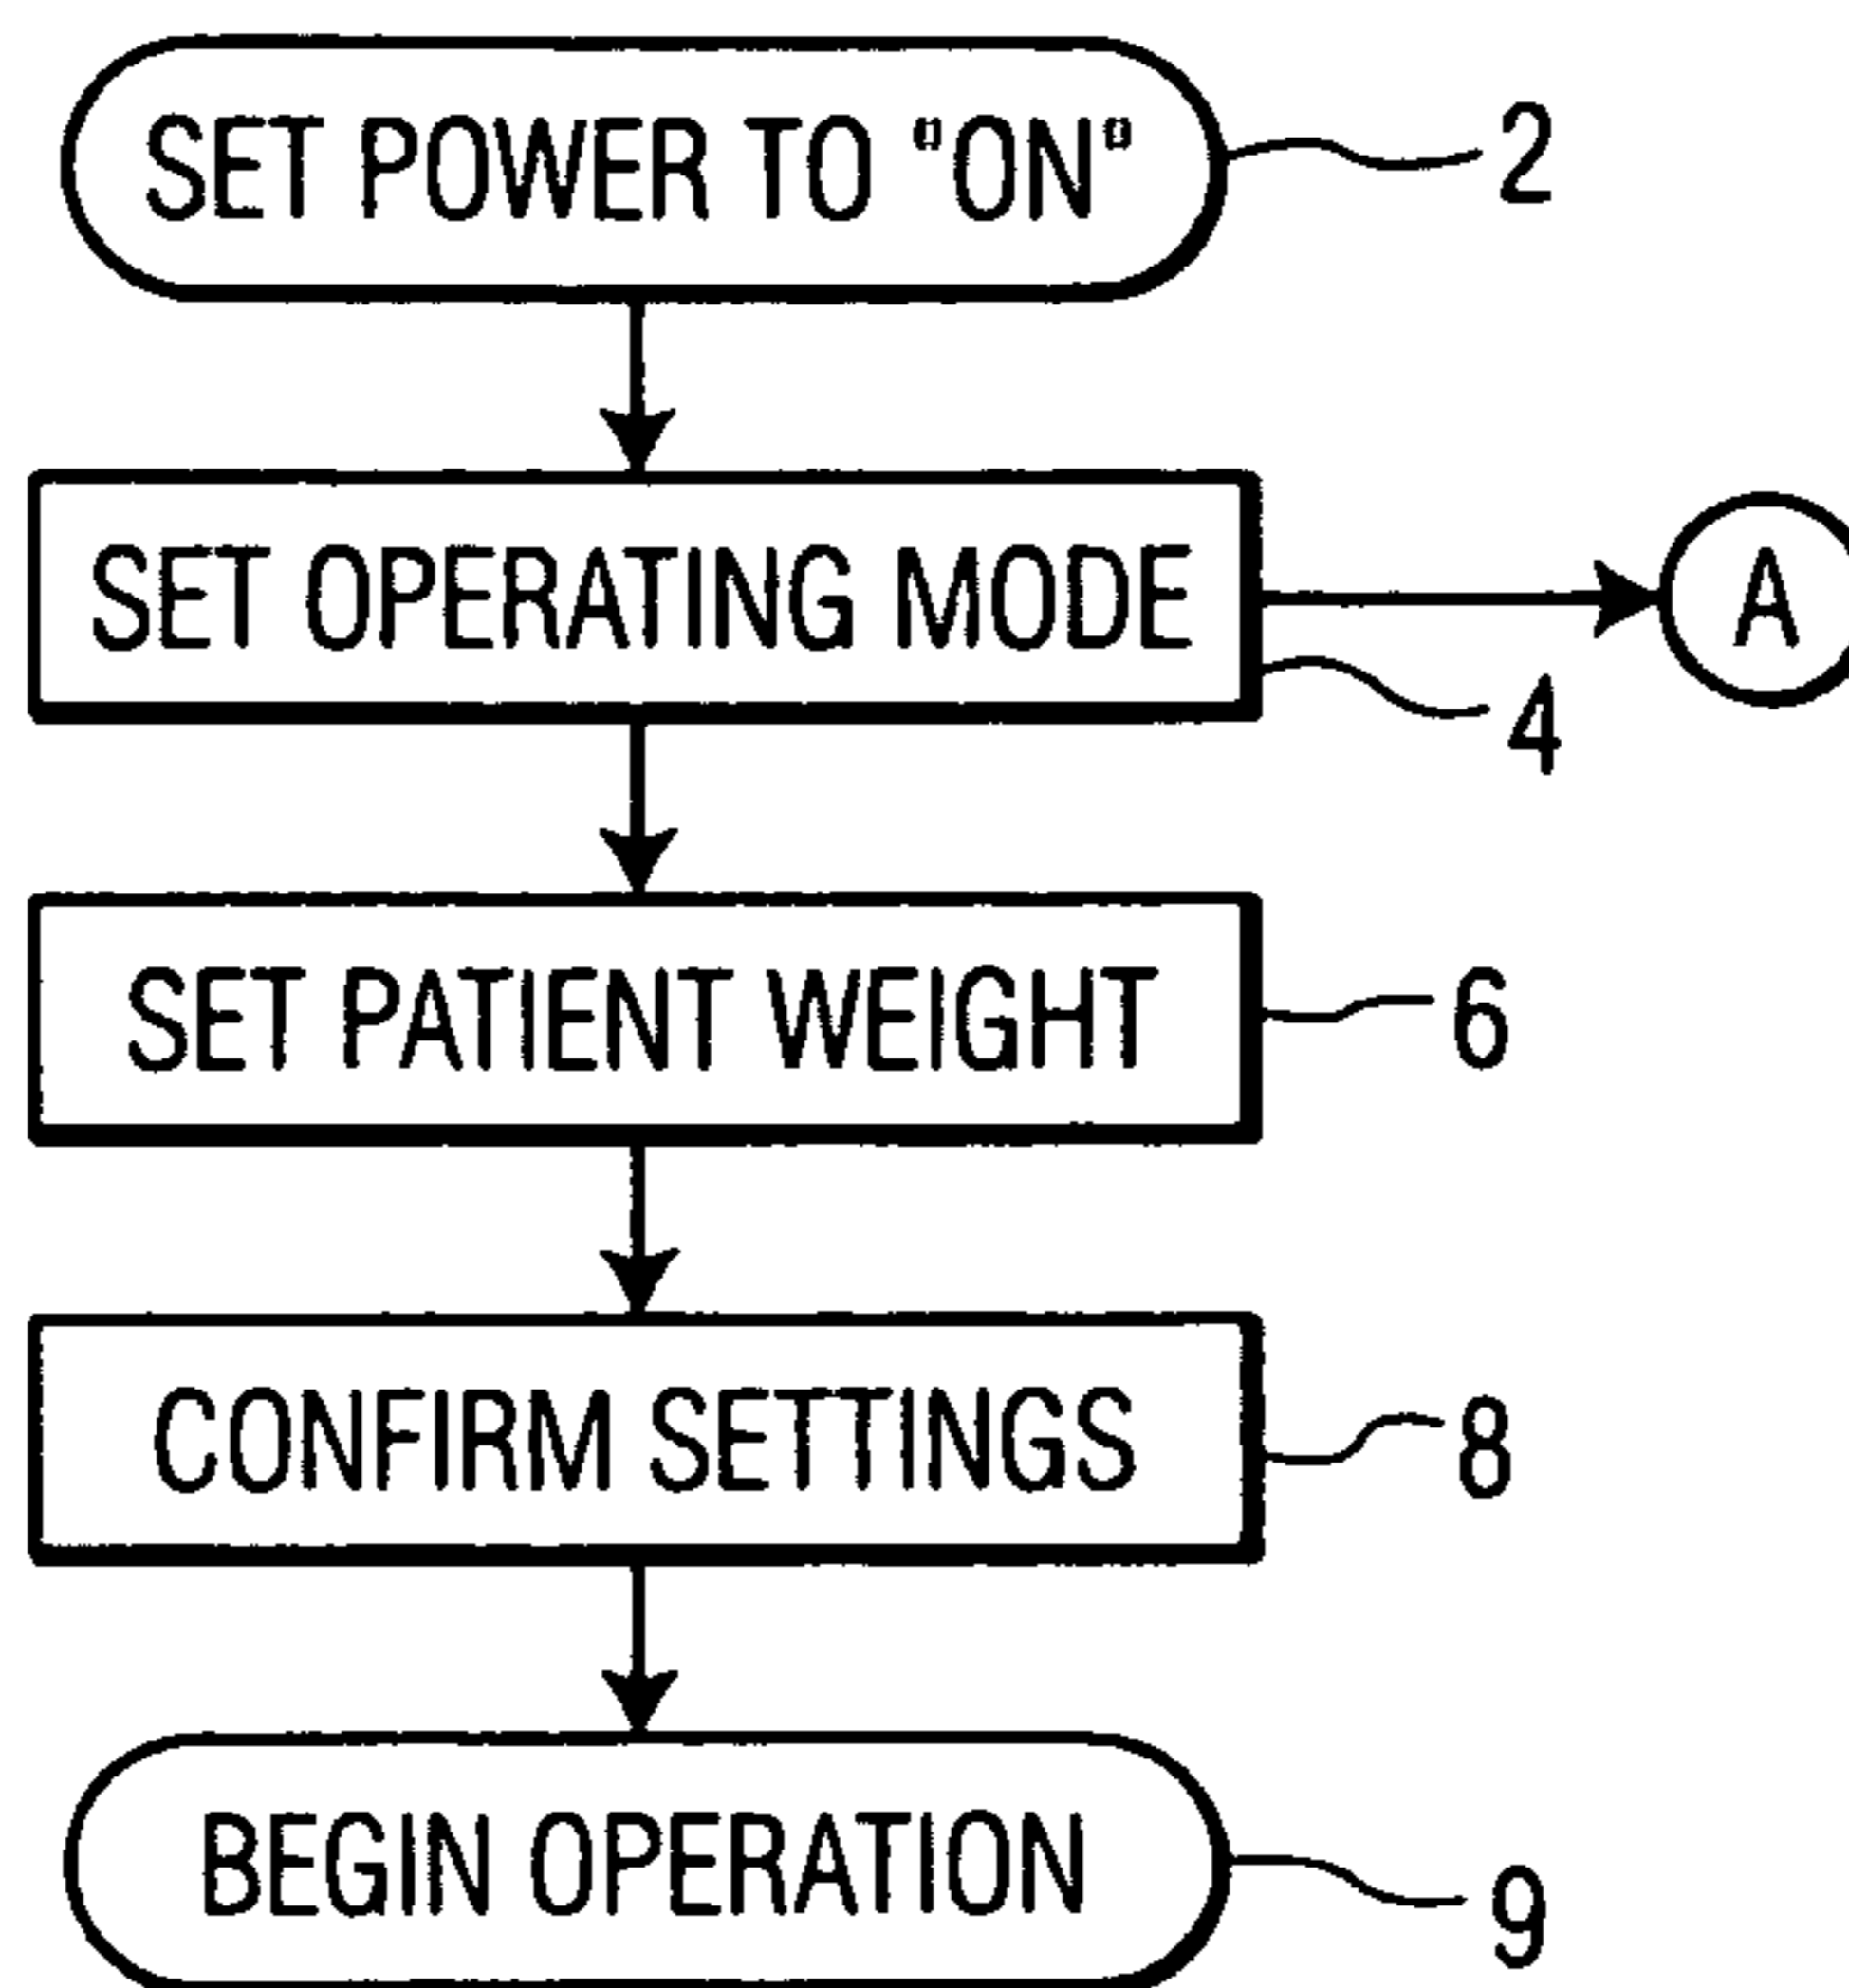 SET POWER TO "ON"
2
SET OPERATING MODE
A
4
SET PATIENT WEIGHT
6
CONFIRM SETTINGS
8
BEGIN OPERATION
9